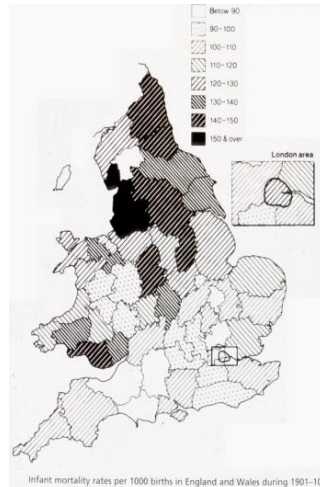 Below 90
90-100
100-110
110-120
120-130
130-140
140-150
150 & over
London area
Infant mortality rates per 1000 births in England and Wales during 1901-10